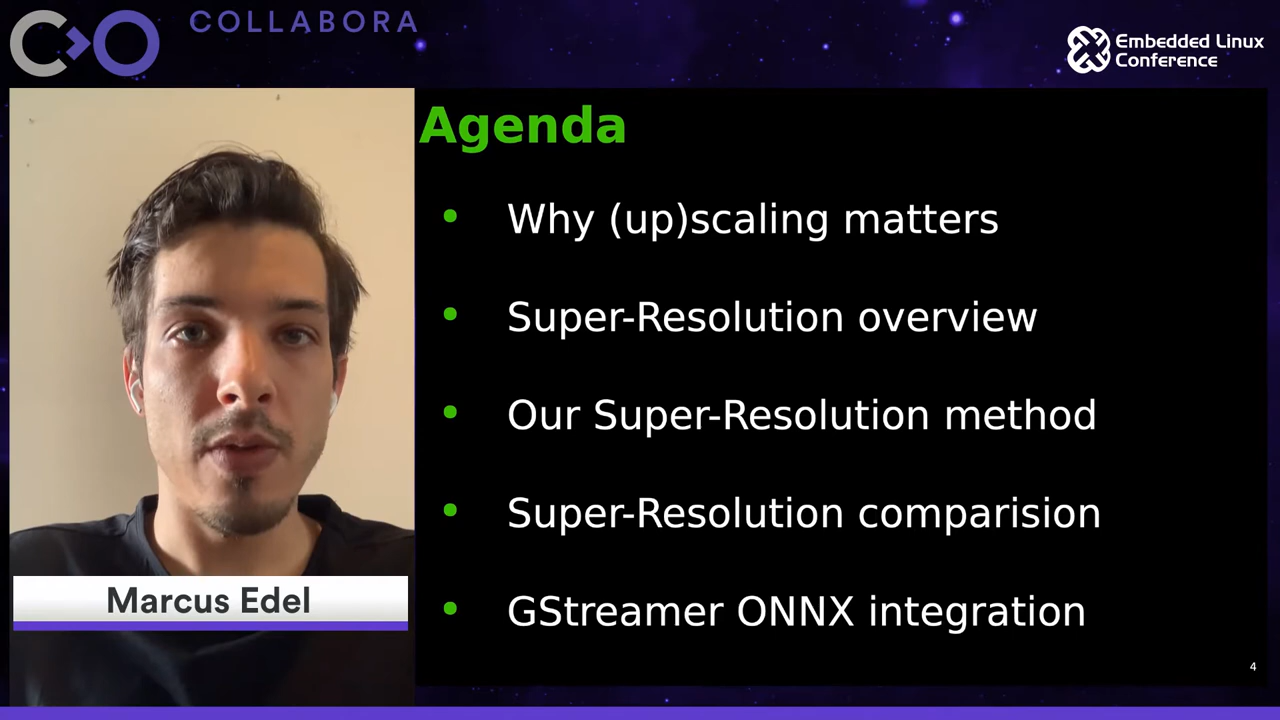 COLLABORA
Embedded Linux
Conference
Agenda
• Why (up)scaling matters
• Super-Resolution overview
• Our Super-Resolution method
• Super-Resolution comparision
• GStreamer ONNX integration
Marcus Edel
4